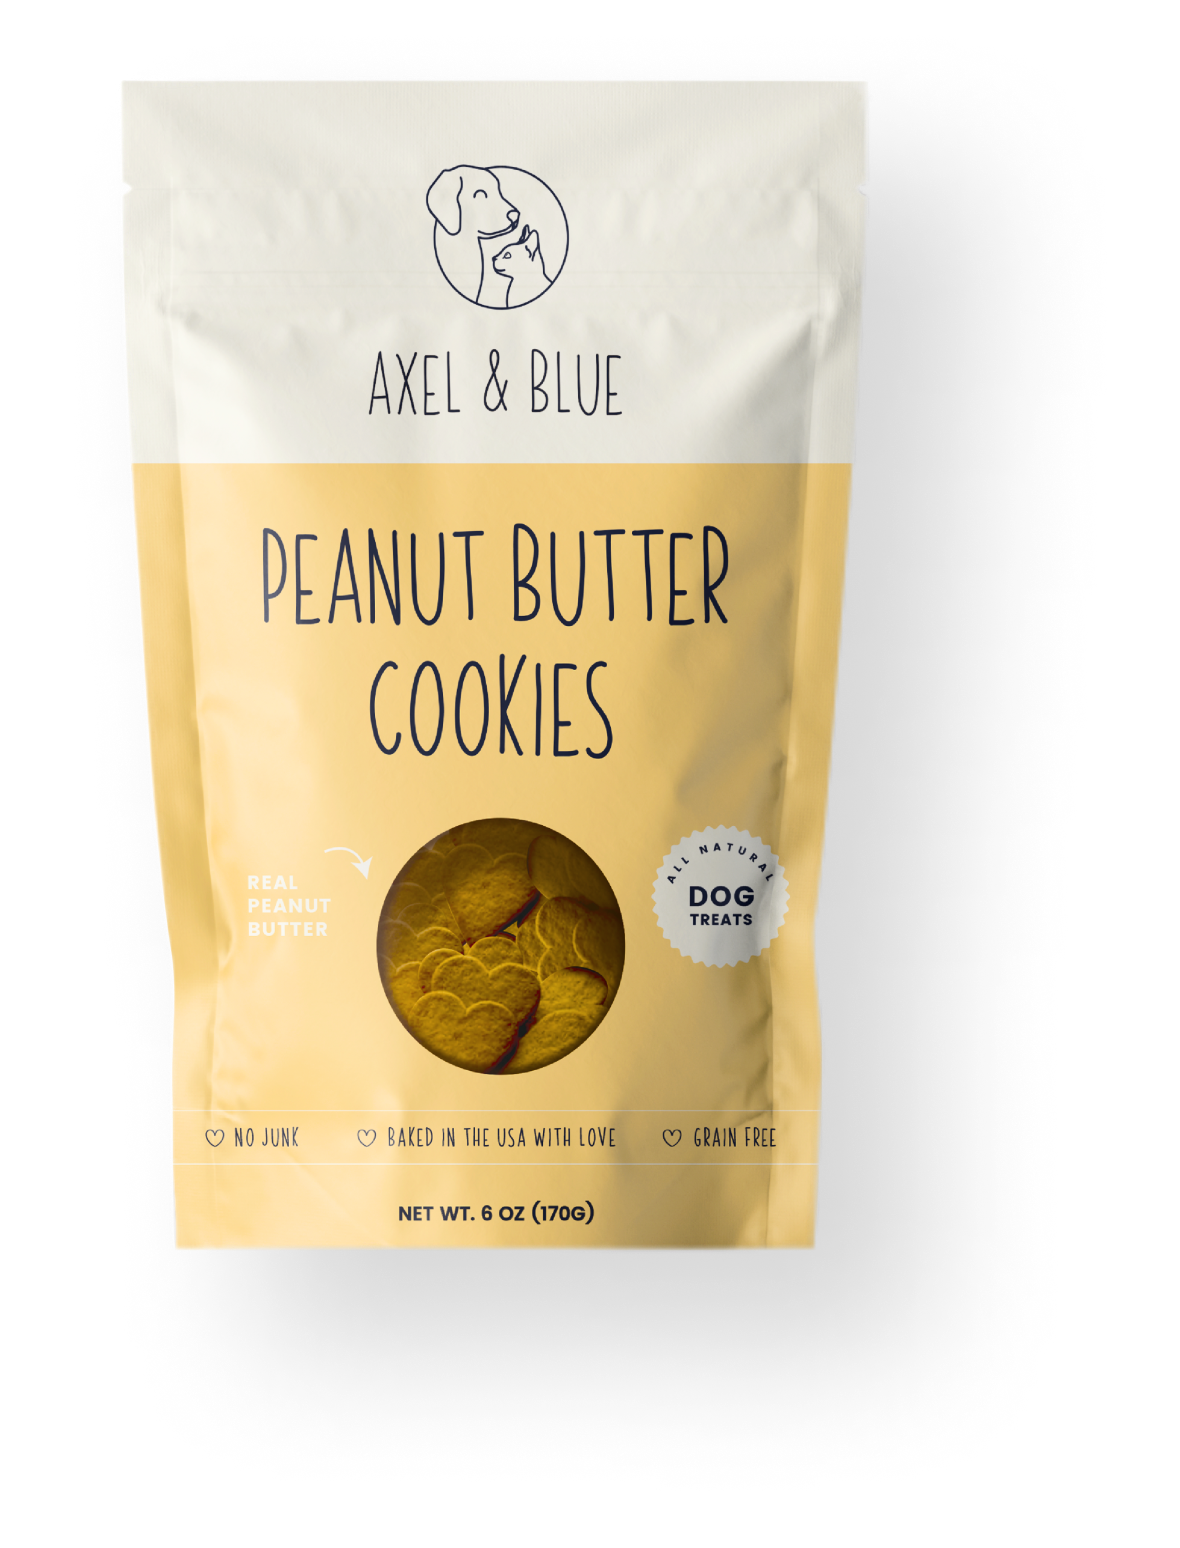 AXEL & BLUE
PEANUT BUTTER
COOKIES
REAL
PEANUT
BUTTER
ALL NATURAL
DOG
TREATS
NO JUNK
BAKED IN THE USA WITH LOVE
GRAIN FREE
NET WT. 6 OZ (170G)